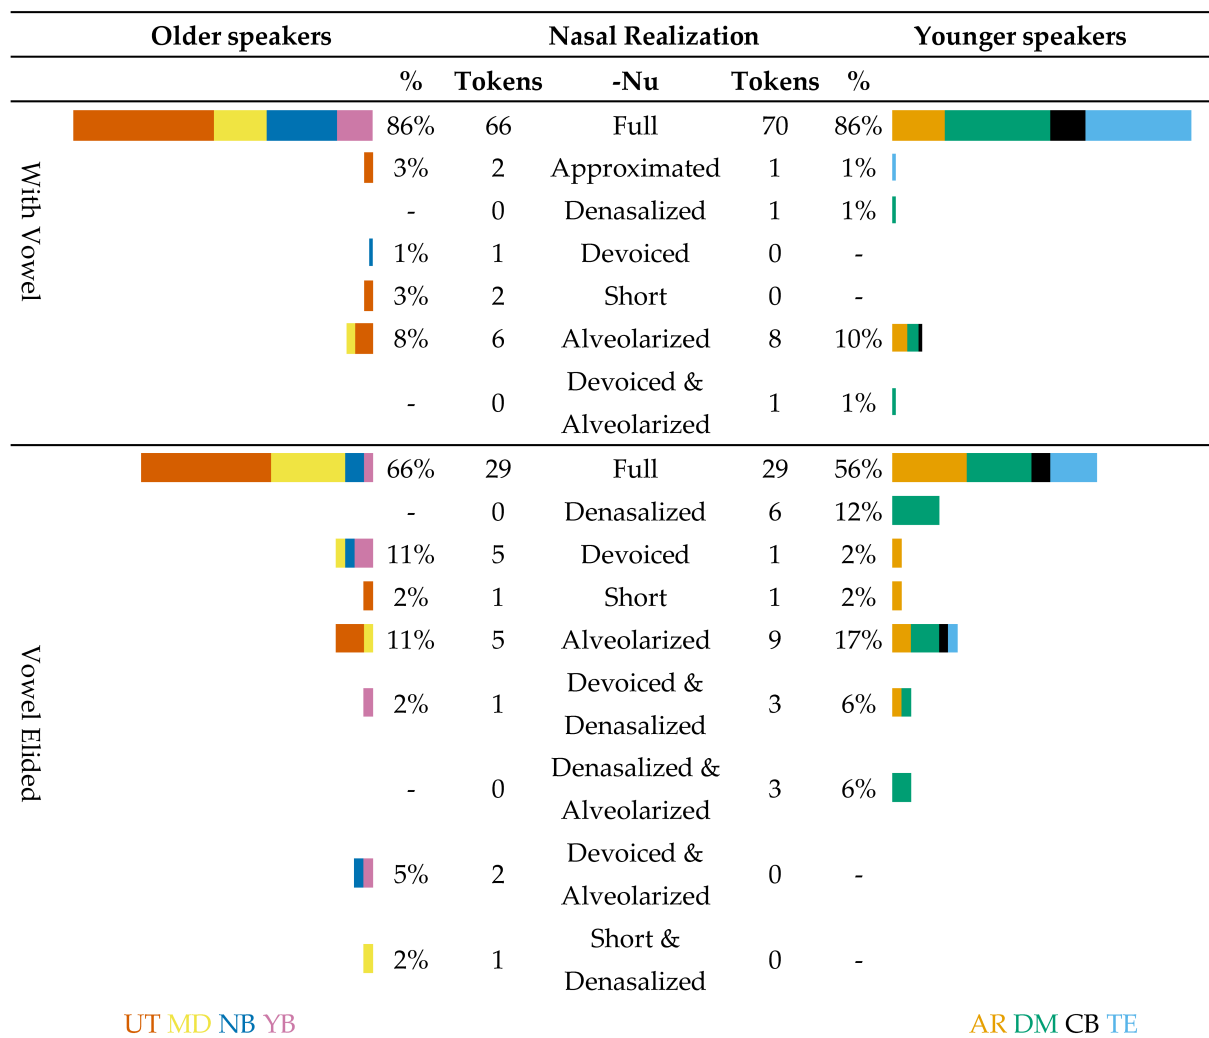 Older speakers Nasal Realization Younger speakers
% Tokens -Nu Tokens %
With Vowel
86% 66 Full 70 86%
3% 2 Approximated 1 1%
- 0 Denasalized 1 1%
1% 1 Devoiced 0 -
3% 2 Short 0 -
8% 6 Alveolarized 8 10%
Devoiced &
- 0 1 1%
Alveolarized
Vowel Elided
66% 29 Full 29 56%
- 0 Denasalized 6 12%
11% 5 Devoiced 1 2%
2% 1 Short 1 2%
11% 5 Alveolarized 9 17%
Devoiced &
2% 1 3 6%
Denasalized
Denasalized &
- 0 3 6%
Alveolarized
Devoiced &
5% 2 0 -
Alveolarized
Short &
2% 1 0 -
Denasalized
UT MD NB YB AR DM CB TE